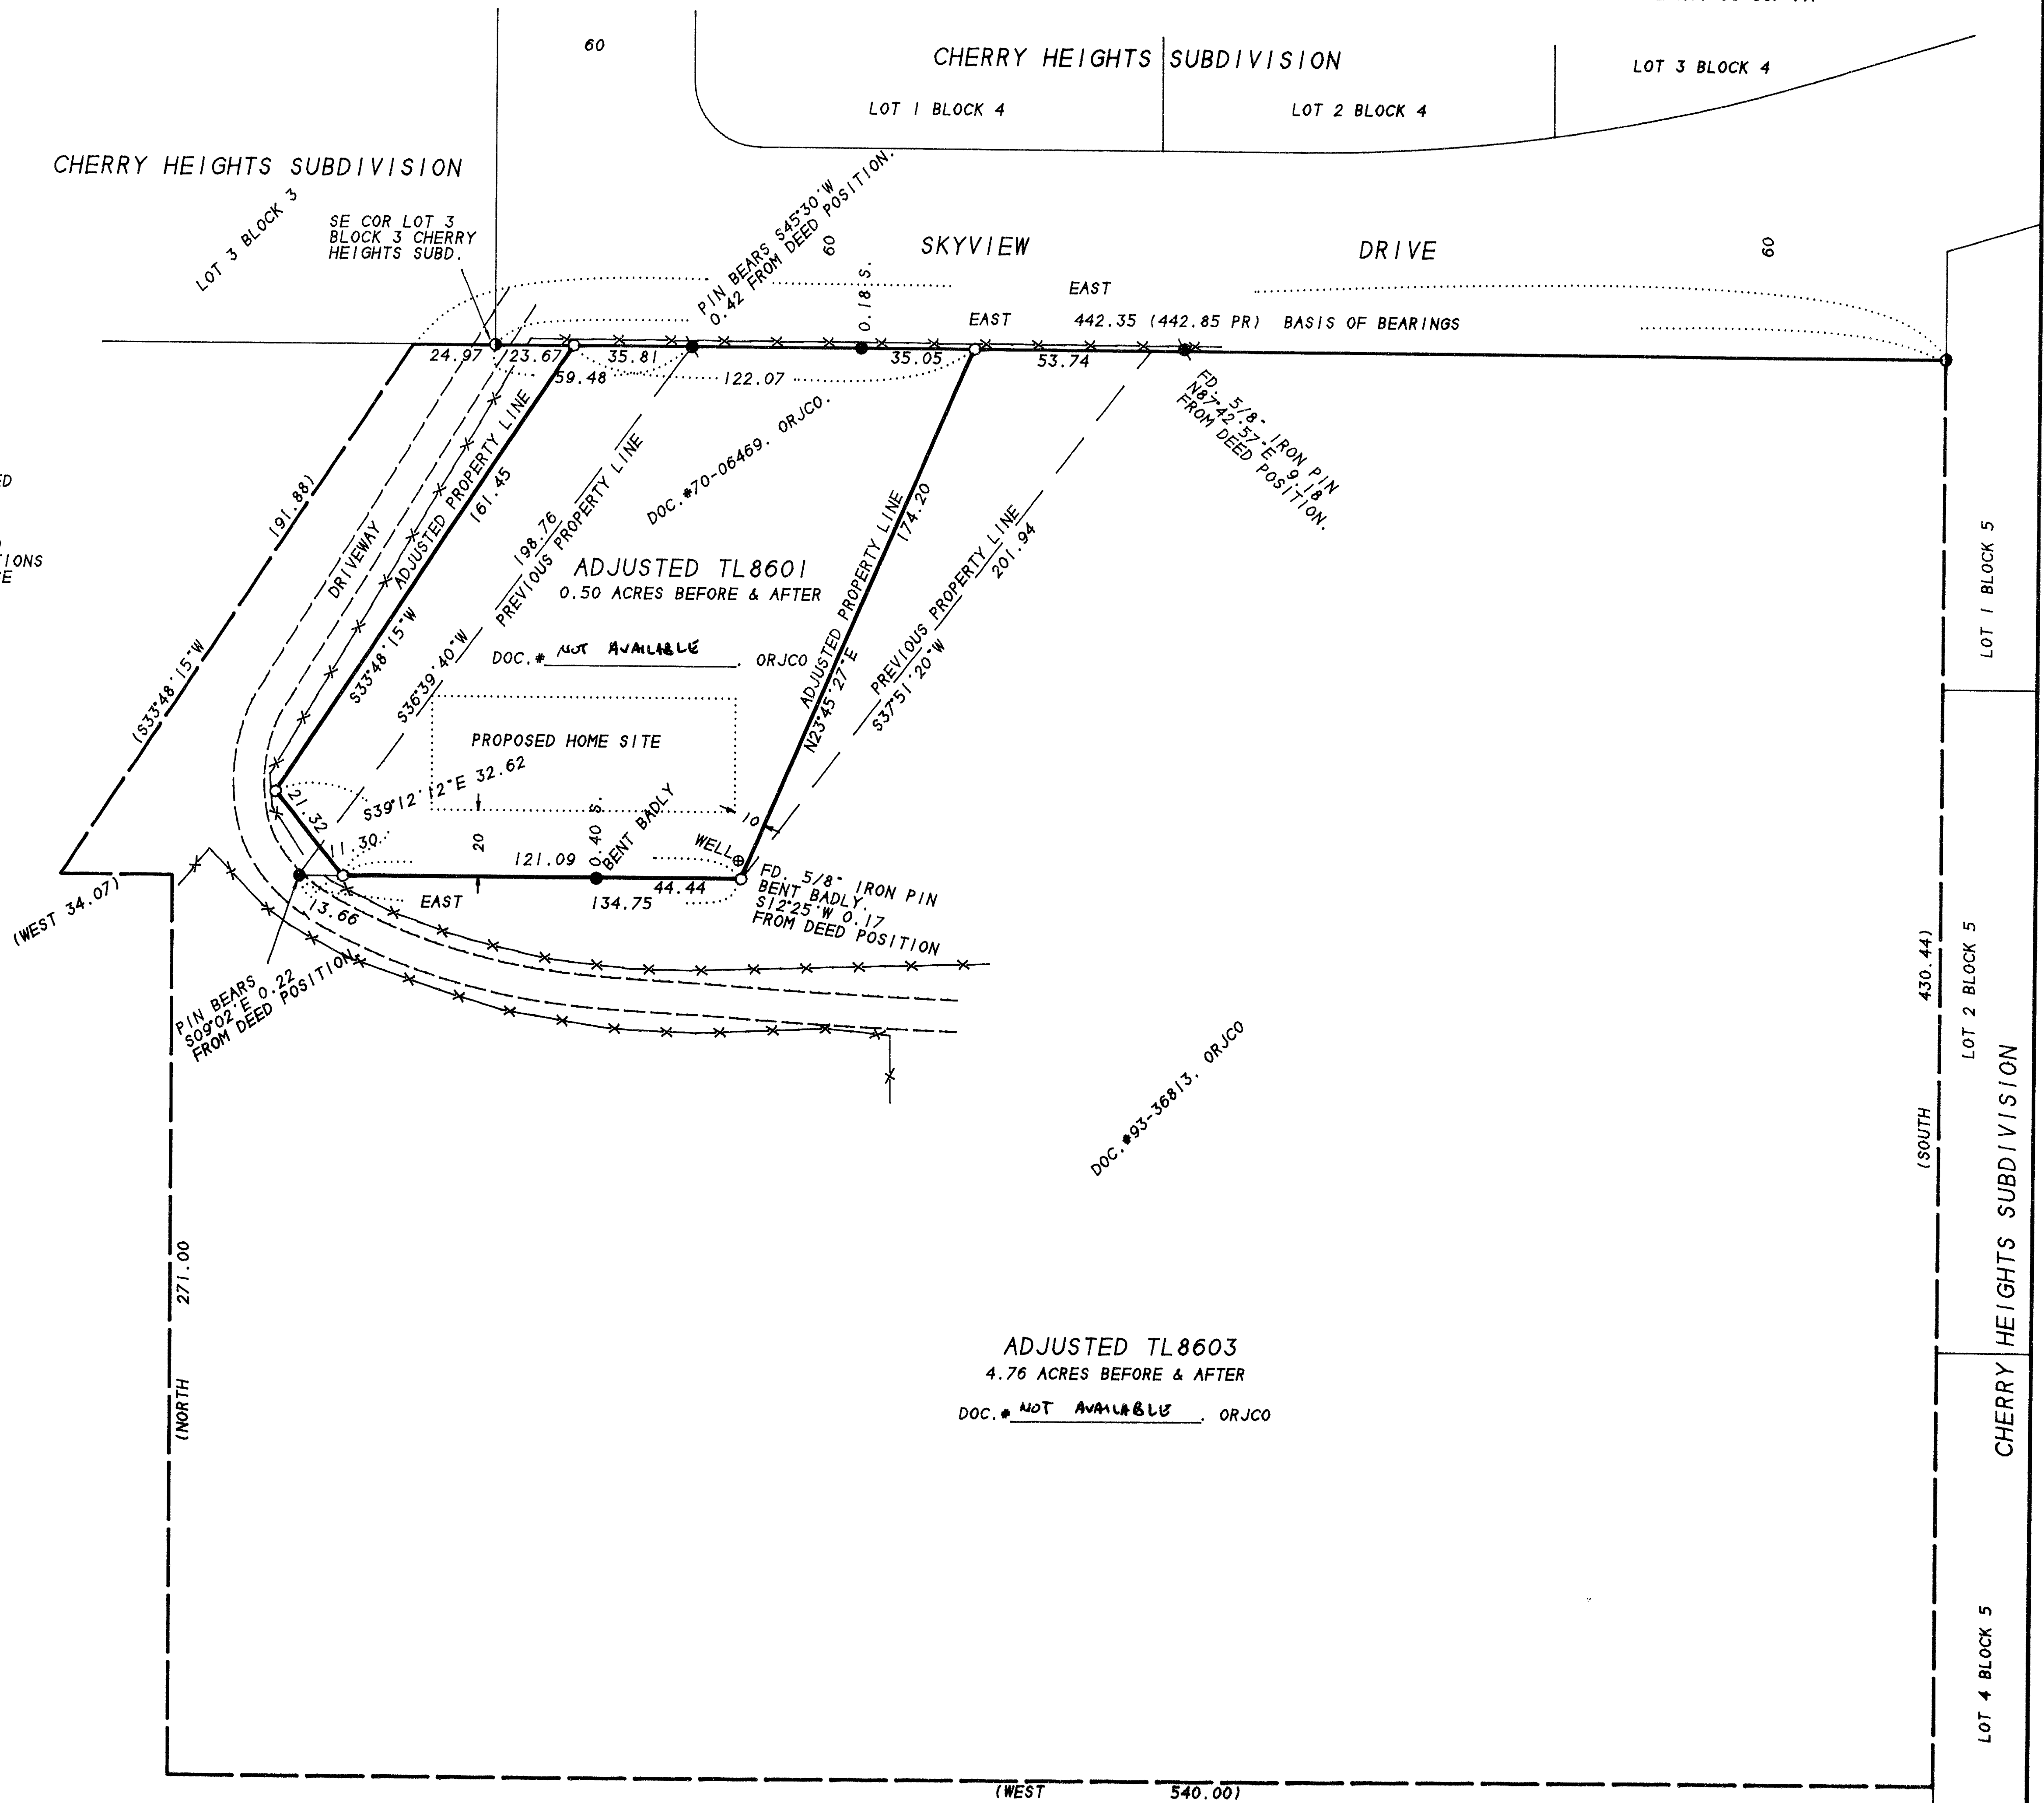 60
CHERRY HEIGHTS SUBDIVISION
LOT 1 BLOCK 4
LOT 2 BLOCK 4
LOT 3 BLOCK 4
CHERRY HEIGHTS SUBDIVISION
LOT 3 BLOCK 3
SE COR LOT 3
BLOCK 3 CHERRY
HEIGHTS SUBD.
PIN BEARS S45°30'W
0.42 FROM DEED POSITION.
60
0.18 S.
SKYVIEW DRIVE
60
EAST
EAST 442.35 (442.85 PR) BASIS OF BEARINGS
24.97
23.67
35.81
35.05
53.74
59.48
122.07
FD. 5/8" IRON PIN
N87°42'57"E 9.18
FROM DEED POSITION.
(S33°48'15"W 191.88)
DRIVEWAY
ADJUSTED PROPERTY LINE
S33°48'15"W 161.45
198.76
S36°39'40"W PREVIOUS PROPERTY LINE
DOC.#70-06469. ORJCO.
ADJUSTED TL8601
0.50 ACRES BEFORE & AFTER
DOC.# NOT AVAILABLE . ORJCO
ADJUSTED PROPERTY LINE
N23°45'27"E 174.20
PREVIOUS PROPERTY LINE
S37°51'20"W 201.94
TIONS
LOT 1 BLOCK 5
PROPOSED HOME SITE
S39°12'12"E 32.62
21.32
11.30
20
0.40 S.
BENT BADLY
10
WELL
121.09
44.44
EAST 134.75
13.66
FD. 5/8" IRON PIN
BENT BADLY.
S12°25'W 0.17
FROM DEED POSITION
(WEST 34.07)
PIN BEARS
S09°02'E 0.22
FROM DEED POSITION.
DOC.#93-36813. ORJCO
(SOUTH 430.44)
LOT 2 BLOCK 5
CHERRY HEIGHTS SUBDIVISION
(NORTH 271.00
ADJUSTED TL8603
4.76 ACRES BEFORE & AFTER
DOC.# NOT AVAILABLE . ORJCO
LOT 4 BLOCK 5
(WEST 540.00)